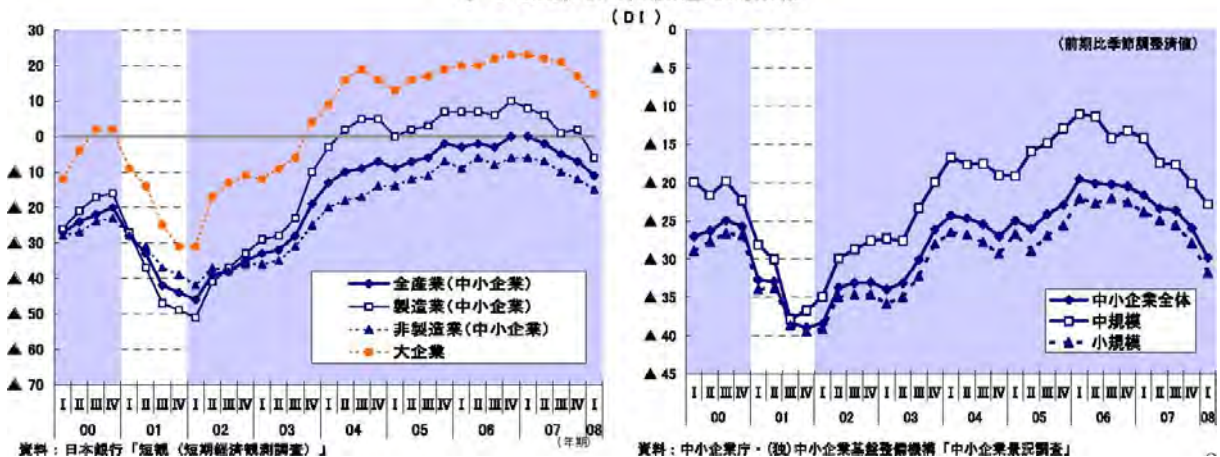 (DI)
30
20
10
0
▲ 10
▲ 20
▲ 30
▲ 40
▲ 50
▲ 60
▲ 70
全産業(中小企業)
製造業(中小企業)
非製造業(中小企業)
大企業
Ⅰ Ⅱ Ⅲ Ⅳ Ⅰ Ⅱ Ⅲ Ⅳ Ⅰ Ⅱ Ⅲ Ⅳ Ⅰ Ⅱ Ⅲ Ⅳ Ⅰ Ⅱ Ⅲ Ⅳ Ⅰ Ⅱ Ⅲ Ⅳ Ⅰ Ⅱ Ⅲ Ⅳ Ⅰ Ⅱ Ⅲ Ⅳ Ⅰ
00 01 02 03 04 05 06 07 08
(年期)
資料:日本銀行「短観(短期経済観測調査)」
(前期比季節調整済値)
0
▲ 5
▲ 10
▲ 15
▲ 20
▲ 25
▲ 30
▲ 35
▲ 40
▲ 45
中小企業全体
中規模
小規模
Ⅰ Ⅱ Ⅲ Ⅳ Ⅰ Ⅱ Ⅲ Ⅳ Ⅰ Ⅱ Ⅲ Ⅳ Ⅰ Ⅱ Ⅲ Ⅳ Ⅰ Ⅱ Ⅲ Ⅳ Ⅰ Ⅱ Ⅲ Ⅳ Ⅰ Ⅱ Ⅲ Ⅳ Ⅰ Ⅱ Ⅲ Ⅳ Ⅰ
00 01 02 03 04 05 06 07 08
資料:中小企業庁・(独)中小企業基盤整備機構「中小企業景況調査」